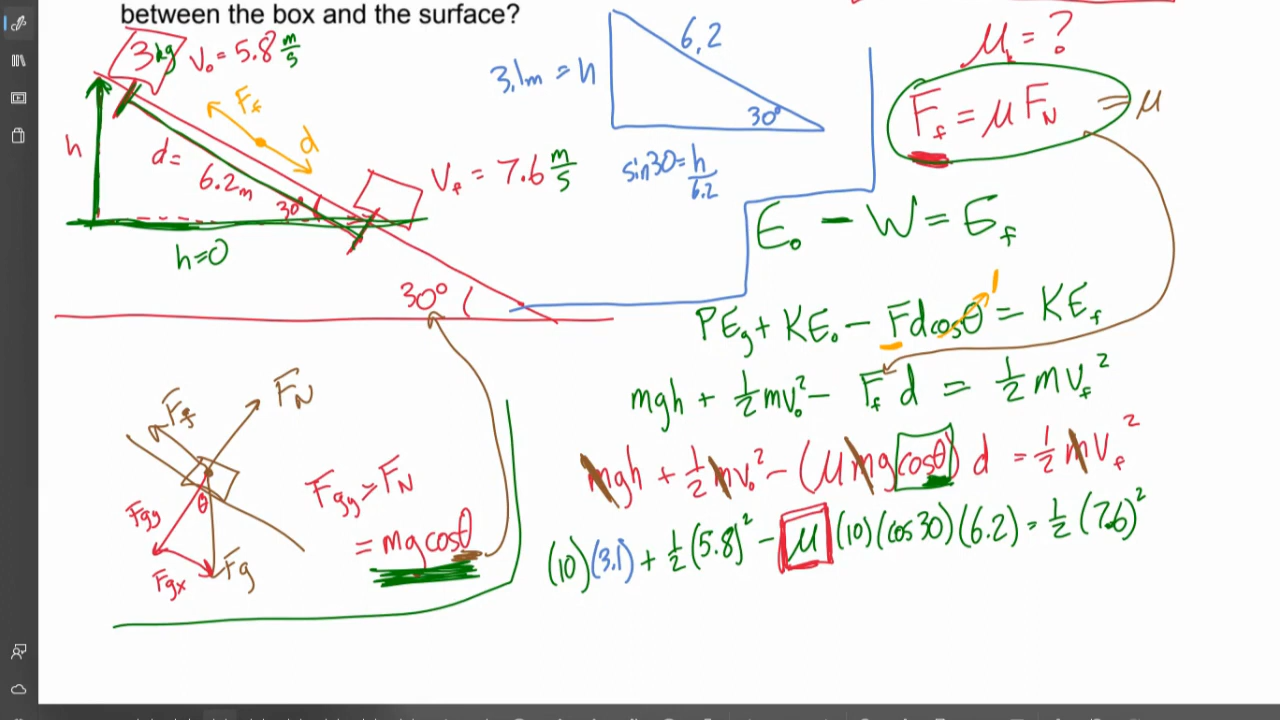 between the box and the surface?
3kg V₀ = 5.8 m/s
h
F_f
d
d = 6.2m
30°
V_f = 7.6 m/s
h=0
30°
3,1m = h
6,2
30°
sin30 = h/6.2
μ_k = ?
F_f = μ F_N = μ
E₀ - W = E_f
PE_g + KE₀ - Fdcosθ = KE_f
1
mgh + ½mv₀² - F_f d = ½mv_f²
mgh + ½mv₀² - (μmgcosθ)d = ½mv_f²
(10)(3.1) + ½(5.8)² - μ(10)(cos30)(6.2) = ½(7.6)²
F_f
F_N
θ
F_gy
F_gx
F_g
F_gy = F_N
= mgcosθ